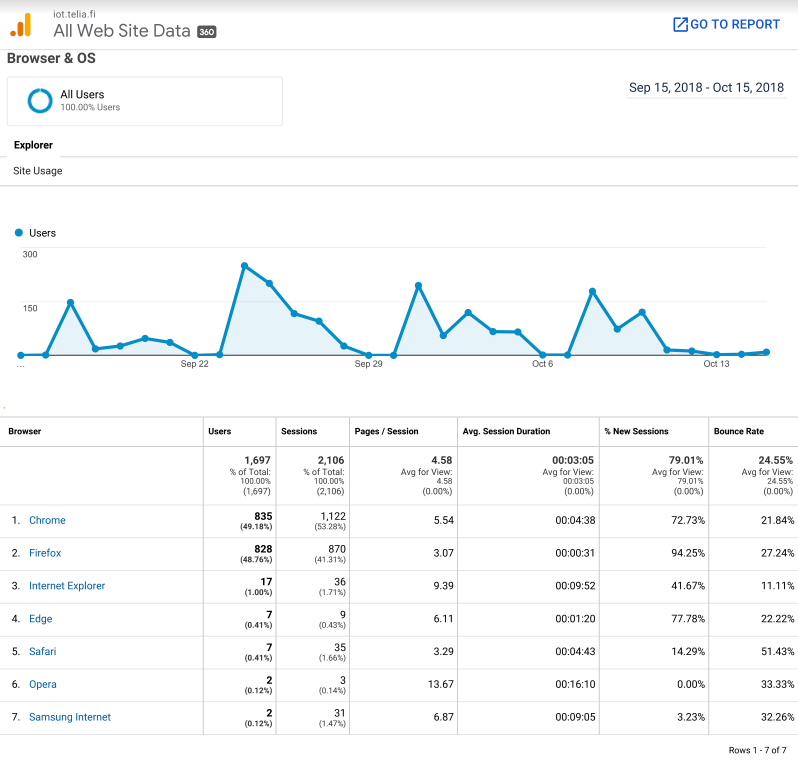 iot.telia.fi
All Web Site Data 360
GO TO REPORT
Browser & OS
All Users
100.00% Users
Sep 15, 2018 - Oct 15, 2018
Explorer
Site Usage
Users
300
150
… Sep 22 Sep 29 Oct 6 Oct 13
Browser Users Sessions Pages / Session Avg. Session Duration % New Sessions Bounce Rate
1,697 2,106 4.58 00:03:05 79.01% 24.55%
% of Total: % of Total: Avg for View: Avg for View: Avg for View: Avg for View:
100.00% 100.00% 4.58 00:03:05 79.01% 24.55%
(1,697) (2,106) (0.00%) (0.00%) (0.00%) (0.00%)
1. Chrome 835 (49.18%) 1,122 (53.28%) 5.54 00:04:38 72.73% 21.84%
2. Firefox 828 (48.76%) 870 (41.31%) 3.07 00:00:31 94.25% 27.24%
3. Internet Explorer 17 (1.00%) 36 (1.71%) 9.39 00:09:52 41.67% 11.11%
4. Edge 7 (0.41%) 9 (0.43%) 6.11 00:01:20 77.78% 22.22%
5. Safari 7 (0.41%) 35 (1.66%) 3.29 00:04:43 14.29% 51.43%
6. Opera 2 (0.12%) 3 (0.14%) 13.67 00:16:10 0.00% 33.33%
7. Samsung Internet 2 (0.12%) 31 (1.47%) 6.87 00:09:05 3.23% 32.26%
Rows 1 - 7 of 7